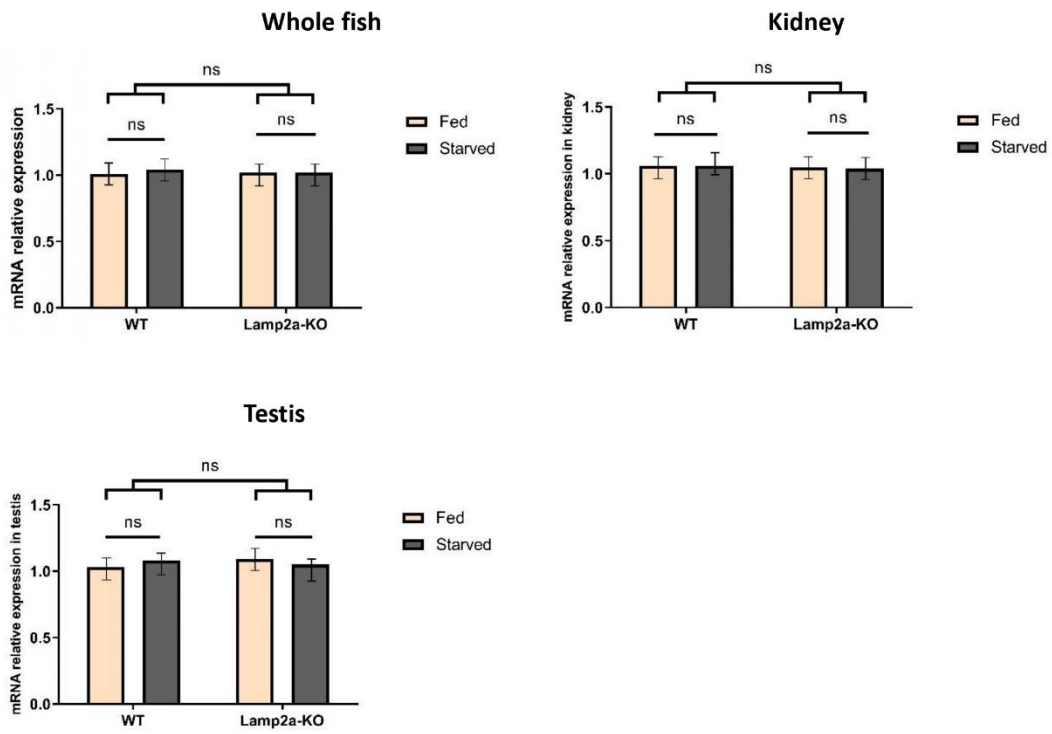 Whole fish
ns
ns
ns
mRNA relative expression
1.5
1.0
0.5
0.0
WT
Lamp2a-KO
Fed
Starved
Kidney
ns
ns
ns
mRNA relative expression in kidney
1.5
1.0
0.5
0.0
WT
Lamp2a-KO
Fed
Starved
Testis
ns
ns
ns
mRNA relative expression in testis
1.5
1.0
0.5
0.0
WT
Lamp2a-KO
Fed
Starved